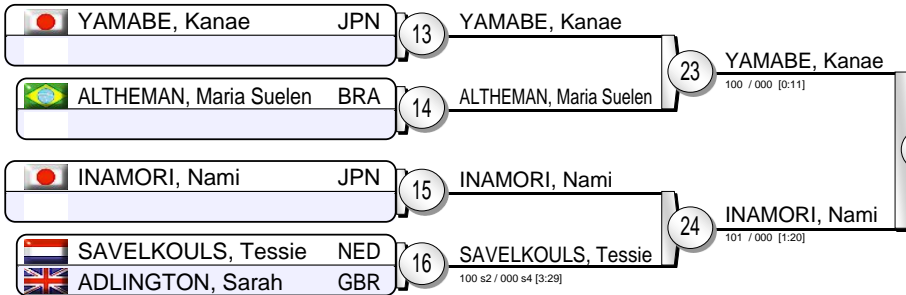 YAMABE, Kanae JPN
13
YAMABE, Kanae
ALTHEMAN, Maria Suelen BRA
14
ALTHEMAN, Maria Suelen
23
YAMABE, Kanae
100 / 000 [0:11]
INAMORI, Nami JPN
15
INAMORI, Nami
SAVELKOULS, Tessie NED
ADLINGTON, Sarah GBR
16
SAVELKOULS, Tessie
100 s2 / 000 s4 [3:29]
24
INAMORI, Nami
101 / 000 [1:20]